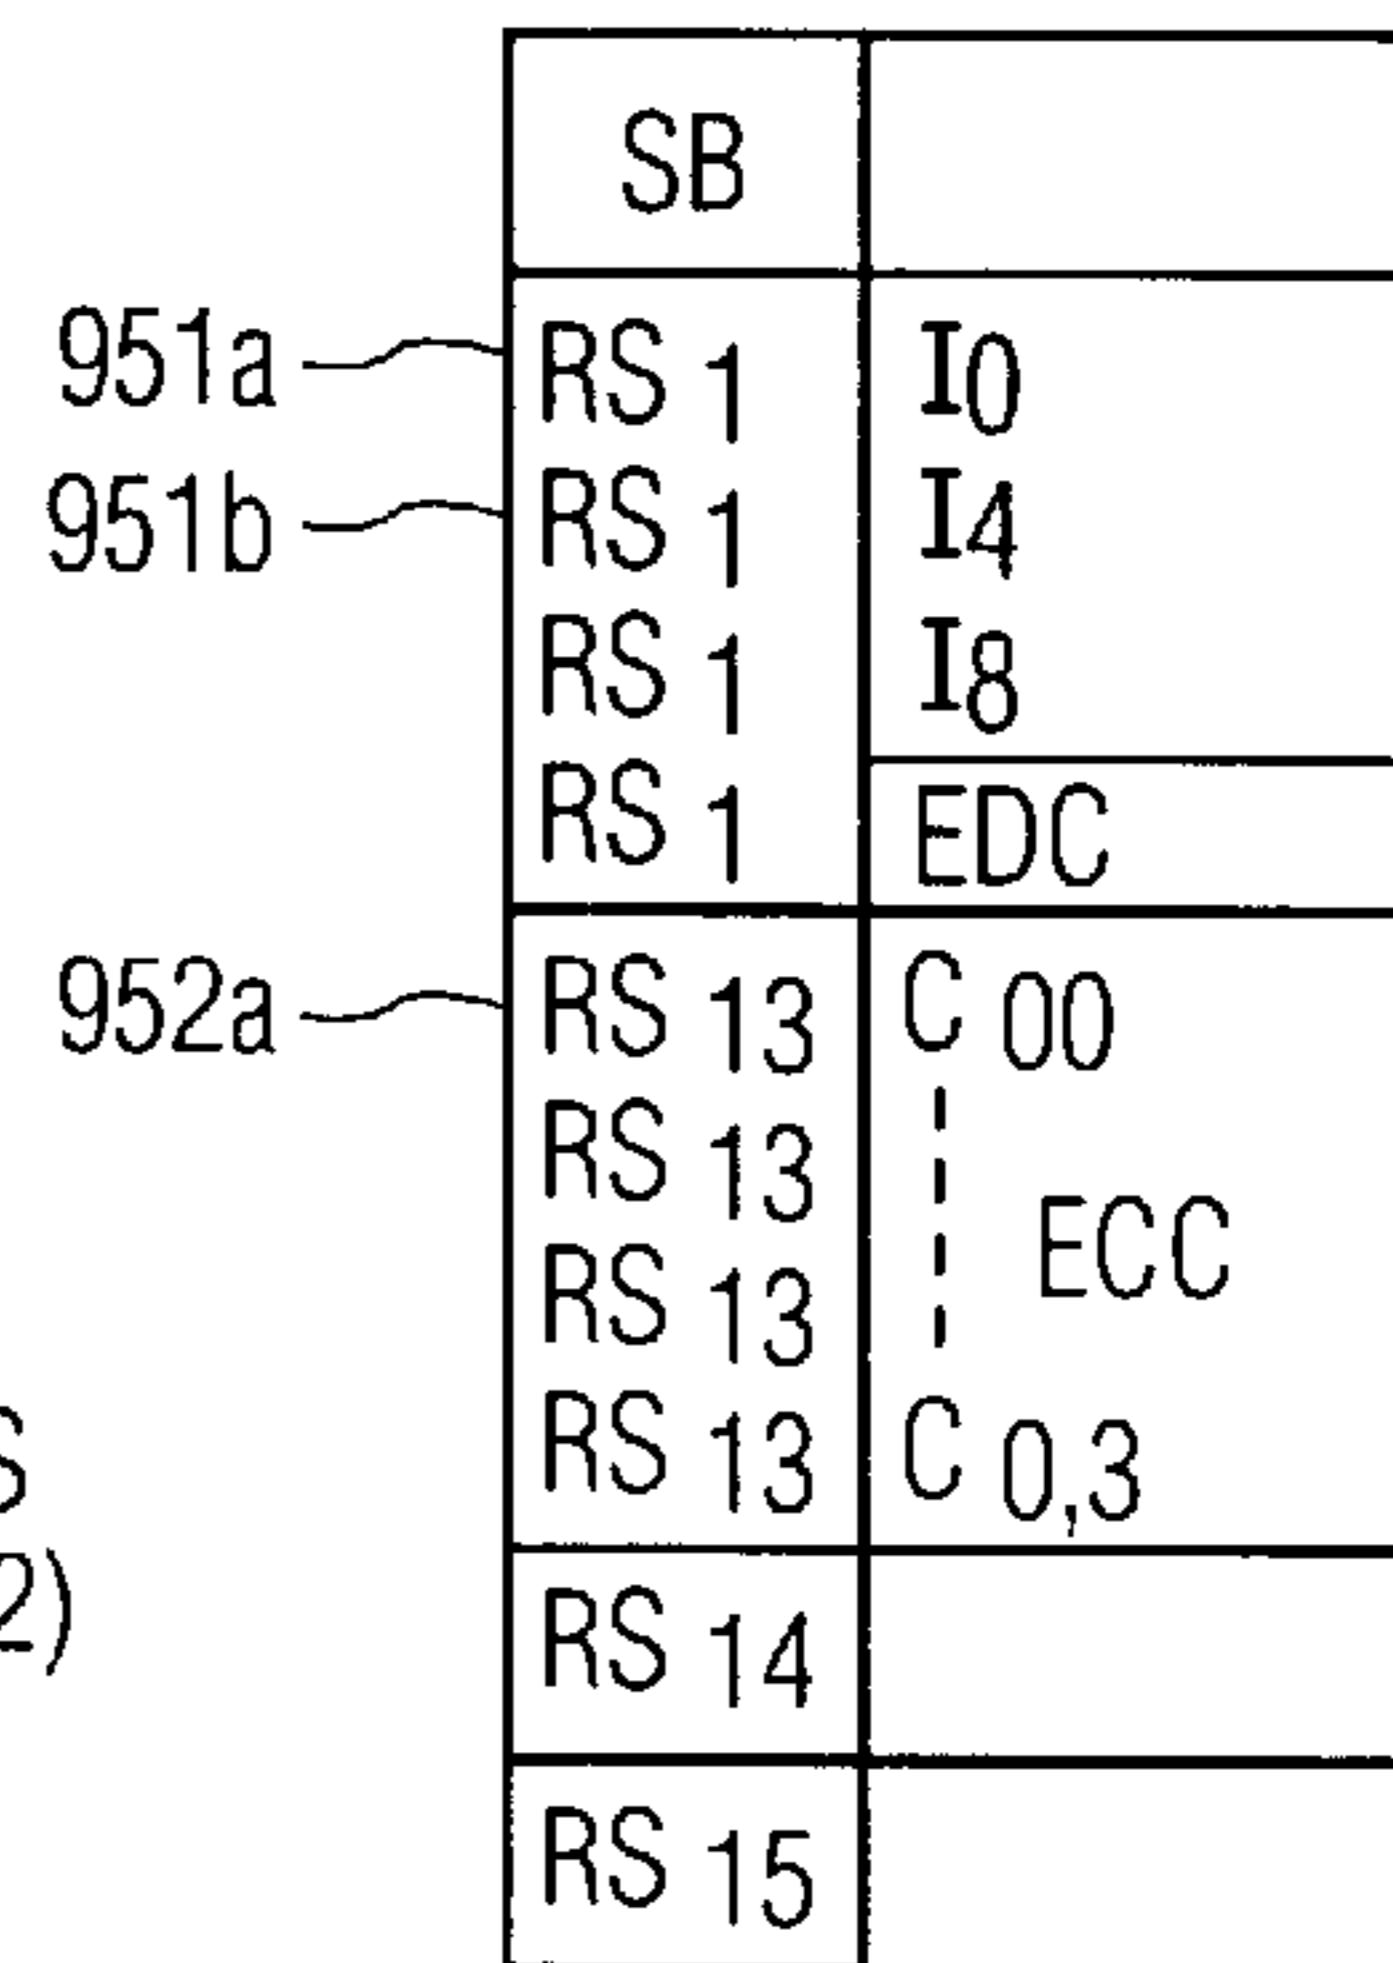 SB
951a RS 1 I0
951b RS 1 I4
RS 1 I8
RS 1 EDC
952a RS 13 C 00
RS 13
RS 13 ECC
RS 13 C 0,3
S
2) RS 14
RS 15